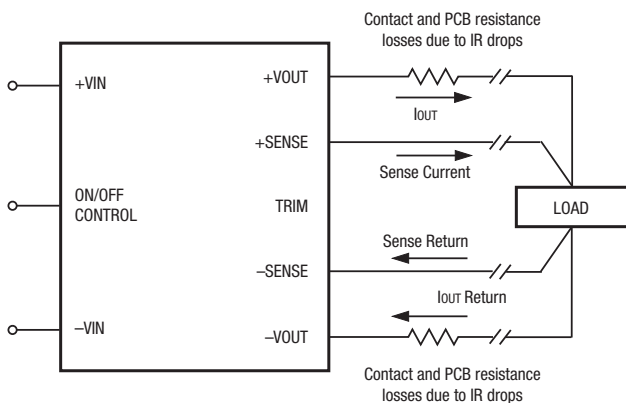 Contact and PCB resistance
losses due to IR drops
+VOUT
+VIN
IOUT
+SENSE
Sense Current
ON/OFF
CONTROL
TRIM
LOAD
Sense Return
–SENSE
IOUT Return
–VIN
–VOUT
Contact and PCB resistance
losses due to IR drops